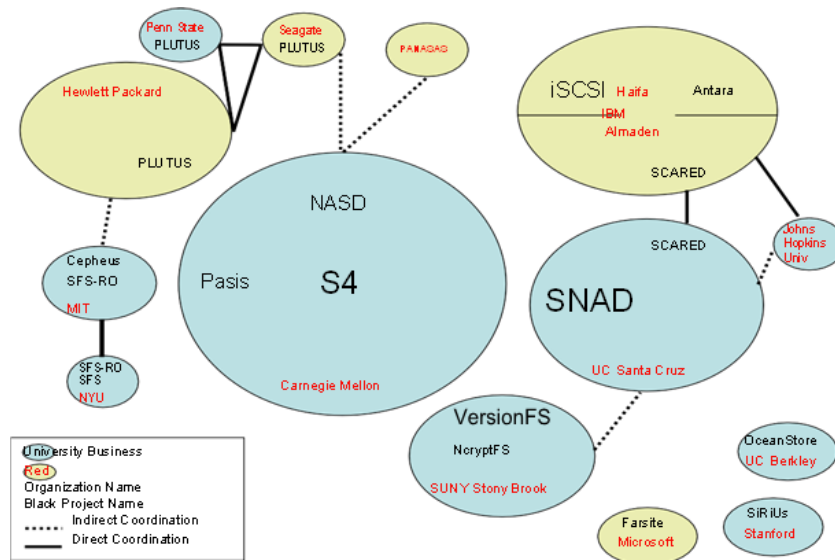 Penn State
PLUTUS
Seagate
PLUTUS
PANASAS
Hewlett Packard
PLUTUS
iSCSI
Haifa
Antara
IBM
Almaden
SCARED
NASD
Pasis
S4
Carnegie Mellon
SCARED
SNAD
UC Santa Cruz
Johns
Hopkins
Univ
Cepheus
SFS-RO
MIT
SFS-RO
SFS
NYU
VersionFS
NcryptFS
SUNY Stony Brook
OceanStore
UC Berkley
Farsite
Microsoft
SiRiUs
Stanford
University Business
Red
Organization Name
Black Project Name
Indirect Coordination
Direct Coordination